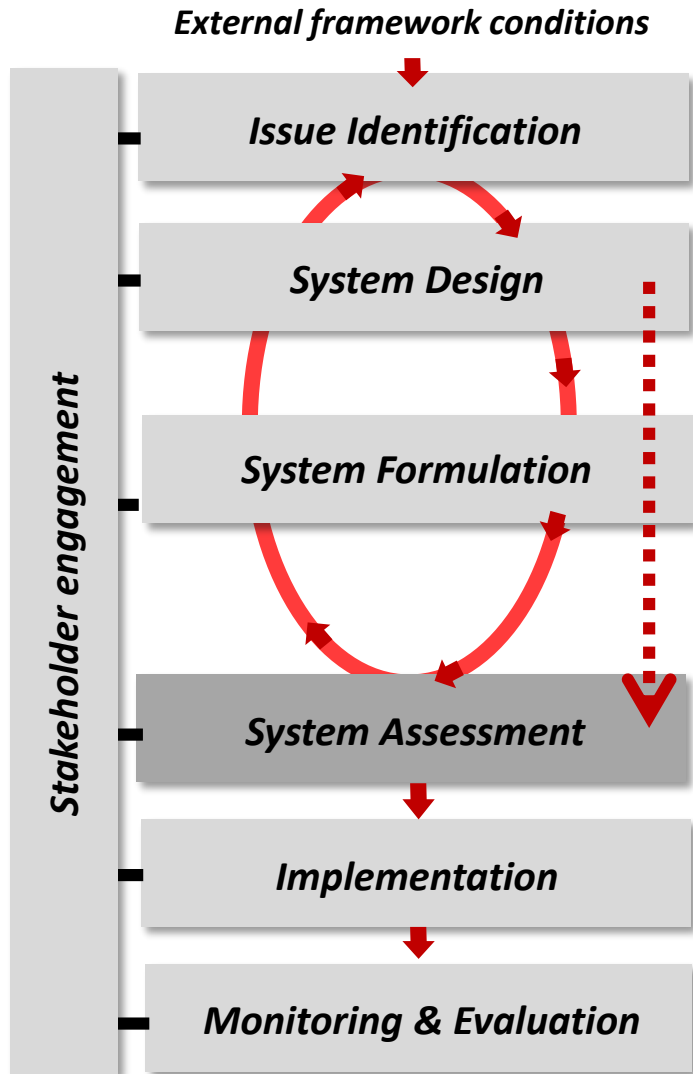 External framework conditions
Issue Identification
System Design
System Formulation
System Assessment
Implementation
Monitoring & Evaluation
Stakeholder engagement